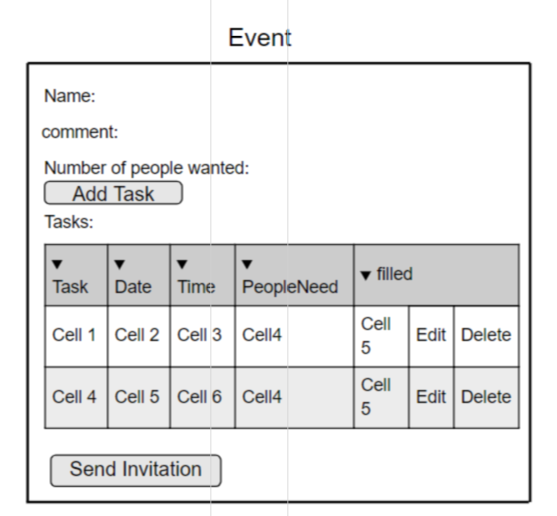 Event
Name:
comment:
Number of people wanted:
Add Task
Tasks:
▼ Task ▼ Date ▼ Time ▼ PeopleNeed ▼ filled
Cell 1 Cell 2 Cell 3 Cell4 Cell 5 Edit Delete
Cell 4 Cell 5 Cell 6 Cell4 Cell 5 Edit Delete
Send Invitation